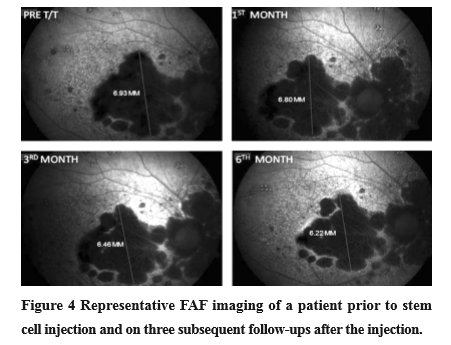 PRE T/T
1ST MONTH
6.93 MM
6.80 MM
3RD MONTH
6TH MONTH
6.46 MM
6.22 MM
Figure 4 Representative FAF imaging of a patient prior to stem
cell injection and on three subsequent follow-ups after the injection.